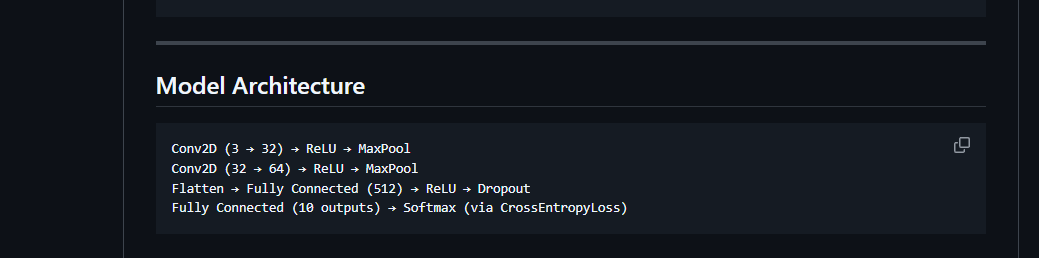 Model Architecture
Conv2D (3 → 32) → ReLU → MaxPool
Conv2D (32 → 64) → ReLU → MaxPool
Flatten → Fully Connected (512) → ReLU → Dropout
Fully Connected (10 outputs) → Softmax (via CrossEntropyLoss)